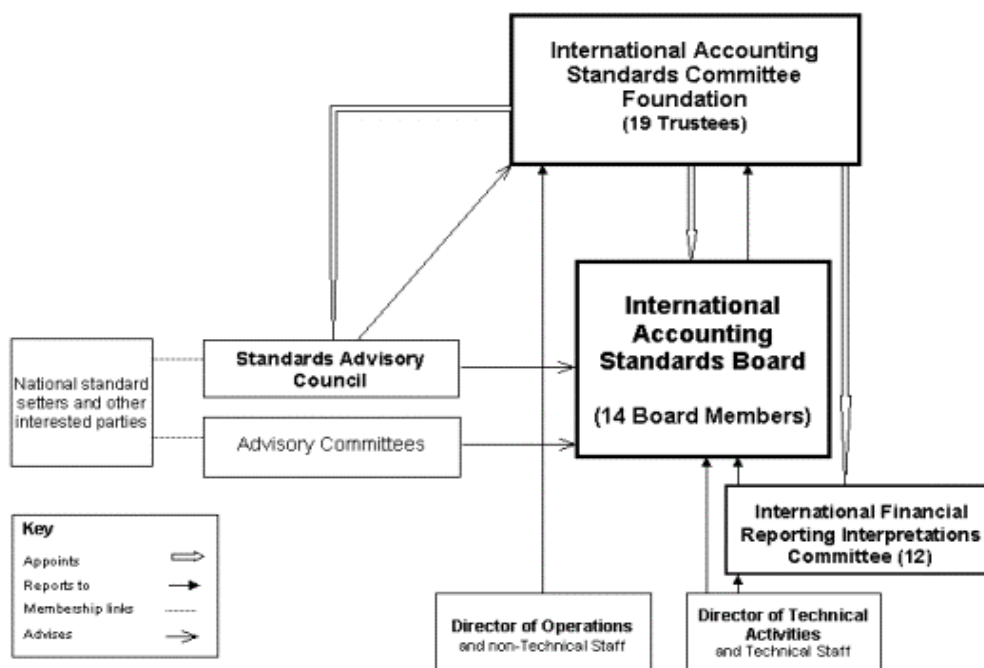 International Accounting
Standards Committee
Foundation
(19 Trustees)
International
Accounting
Standards Board
(14 Board Members)
National standard
setters and other
interested parties
Standards Advisory
Council
Advisory Committees
International Financial
Reporting Interpretations
Committee (12)
Key
Appoints
Reports to
Membership links
Advises
Director of Operations
and non-Technical Staff
Director of Technical
Activities
and Technical Staff